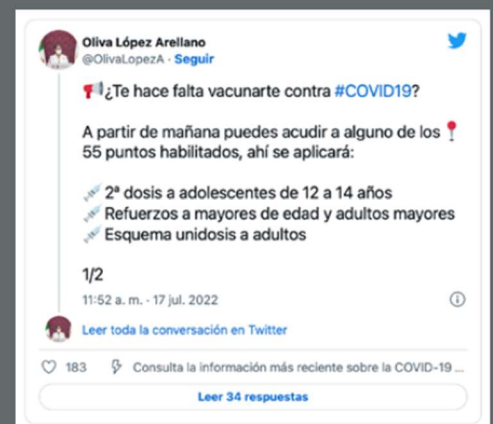 Oliva López Arellano
@OlivaLopezA · Seguir
¿Te hace falta vacunarte contra #COVID19?
A partir de mañana puedes acudir a alguno de los
55 puntos habilitados, ahí se aplicará:
2ª dosis a adolescentes de 12 a 14 años
Refuerzos a mayores de edad y adultos mayores
Esquema unidosis a adultos
1/2
11:52 a. m. · 17 jul. 2022
Leer toda la conversación en Twitter
183 Consulta la información más reciente sobre la COVID-19 ...
Leer 34 respuestas